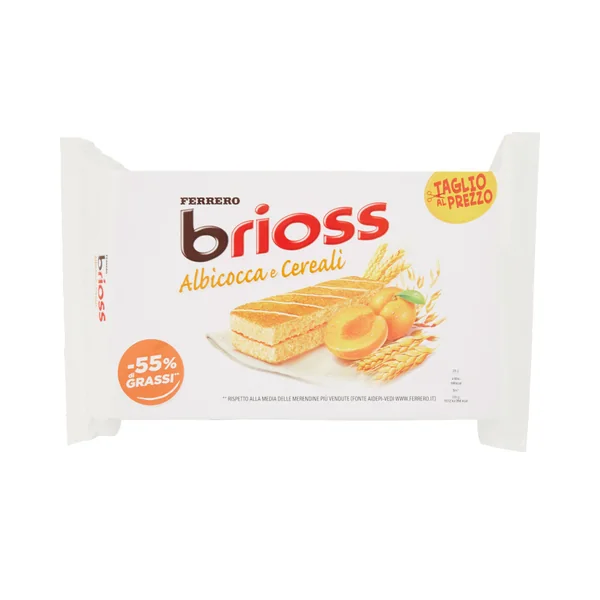 TAGLIO
AL PREZZO
FERRERO
brioss
Albicocca e Cereali
brioss
-55%
di
GRASSI**
** RISPETTO ALLA MEDIA DELLE MERENDINE PIÙ VENDUTE (FONTE AIDEPI-VEDI WWW.FERRERO.IT)